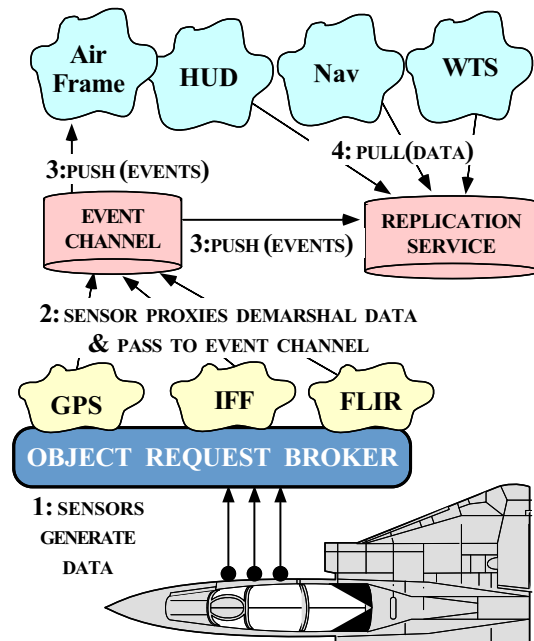 Air
Frame
HUD
Nav
WTS
4: PULL(DATA)
3:PUSH (EVENTS)
EVENT
CHANNEL
3:PUSH (EVENTS)
REPLICATION
SERVICE
2: SENSOR PROXIES DEMARSHAL DATA
& PASS TO EVENT CHANNEL
GPS
IFF
FLIR
OBJECT REQUEST BROKER
1: SENSORS
GENERATE
DATA